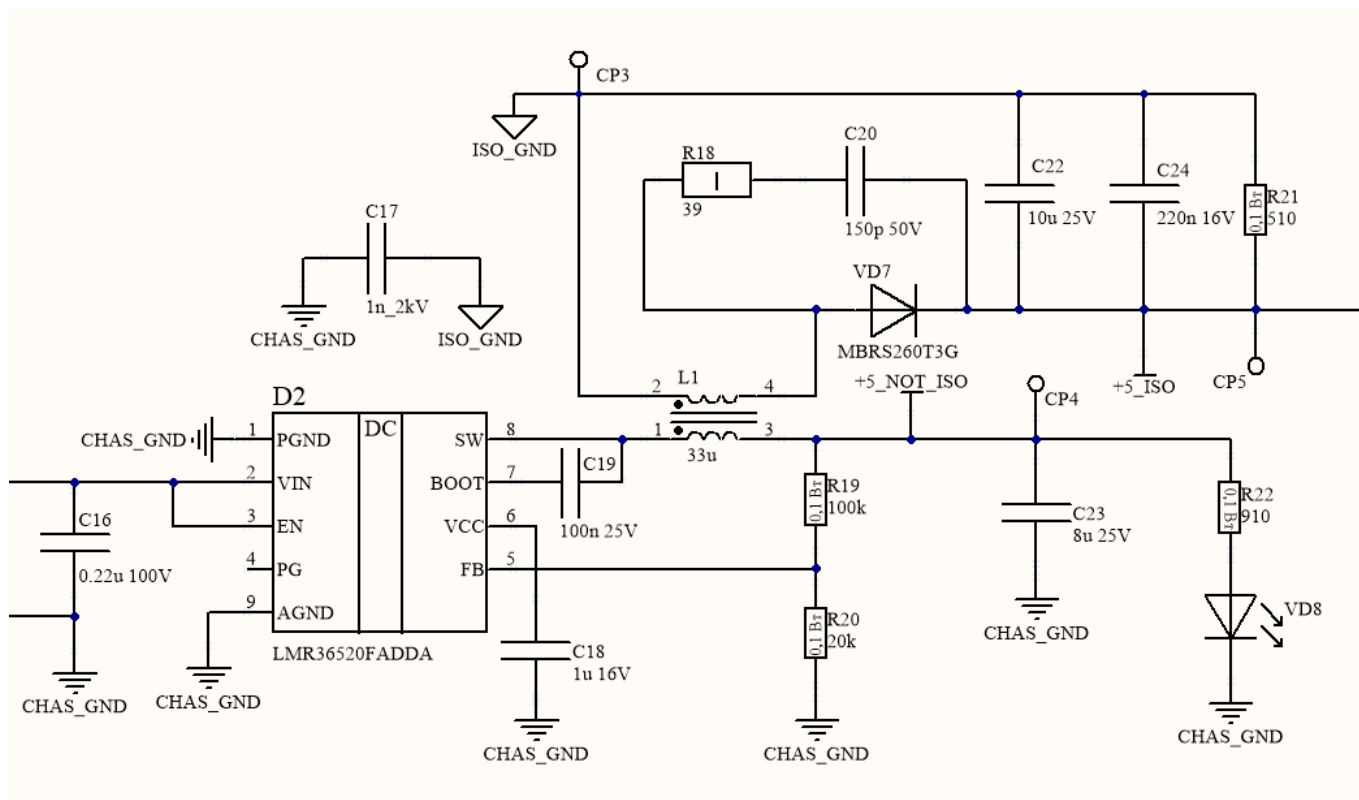 CP3
ISO_GND
R18
39
C20
150p 50V
C22
10u 25V
C24
220n 16V
0,1 Вт
R21
510
C17
1n_2kV
CHAS_GND
ISO_GND
VD7
MBRS260T3G
+5_NOT_ISO
CP4
+5_ISO
CP5
L1
2
4
1
3
33u
D2
DC
CHAS_GND
1
PGND
2
VIN
3
EN
4
PG
9
AGND
SW
8
BOOT
7
VCC
6
FB
5
LMR36520FADDA
C16
0.22u 100V
CHAS_GND
CHAS_GND
C19
100n 25V
C18
1u 16V
CHAS_GND
0,1 Вт
R19
100k
0,1 Вт
R20
20k
CHAS_GND
C23
8u 25V
CHAS_GND
0,1 Вт
R22
910
VD8
CHAS_GND